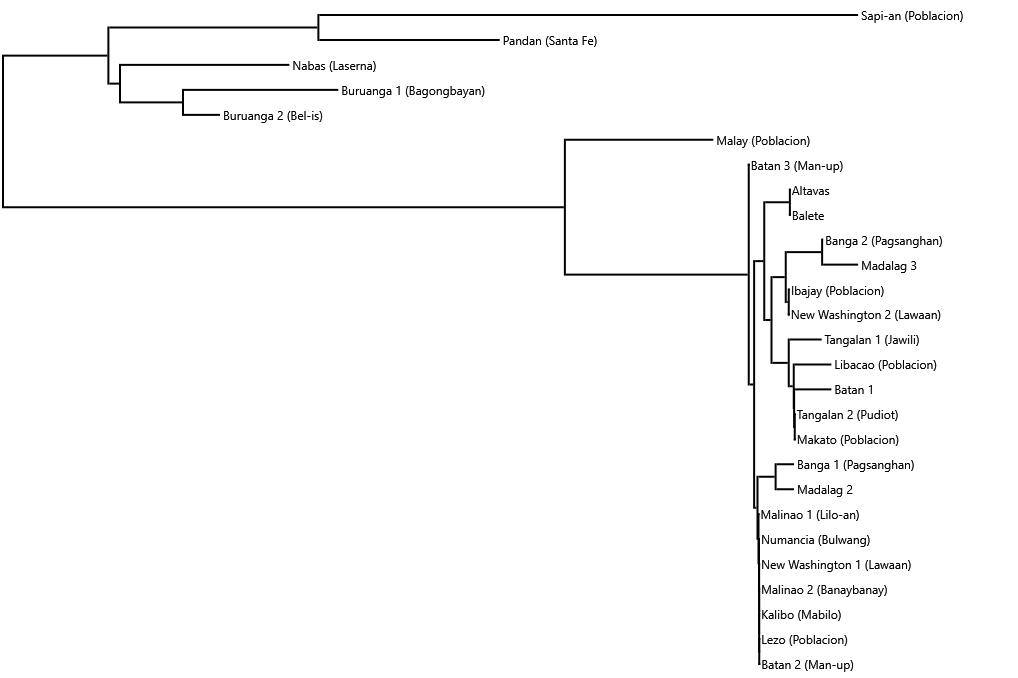 Sapi-an (Poblacion)
Pandan (Santa Fe)
Nabas (Laserna)
Buruanga 1 (Bagongbayan)
Buruanga 2 (Bel-is)
Malay (Poblacion)
Batan 3 (Man-up)
Altavas
Balete
Banga 2 (Pagsanghan)
Madalag 3
Ibajay (Poblacion)
New Washington 2 (Lawaan)
Tangalan 1 (Jawili)
Libacao (Poblacion)
Batan 1
Tangalan 2 (Pudiot)
Makato (Poblacion)
Banga 1 (Pagsanghan)
Madalag 2
Malinao 1 (Lilo-an)
Numancia (Bulwang)
New Washington 1 (Lawaan)
Malinao 2 (Banaybanay)
Kalibo (Mabilo)
Lezo (Poblacion)
Batan 2 (Man-up)